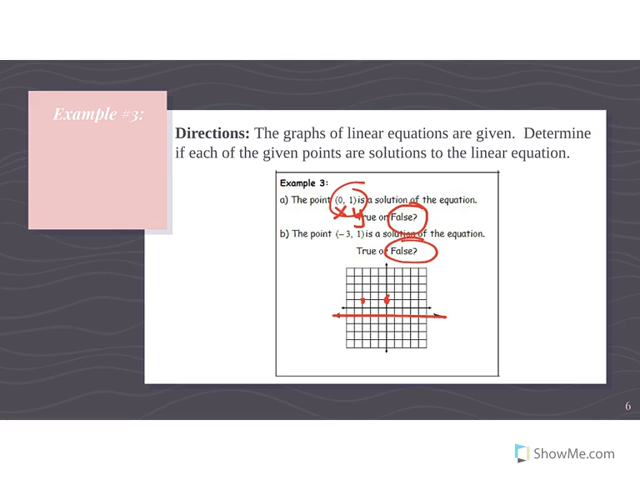 Example #3:
Directions: The graphs of linear equations are given. Determine
if each of the given points are solutions to the linear equation.
Example 3:
a) The point (0, 1) is a solution of the equation.
x y
True or False?
b) The point (-3, 1) is a solution of the equation.
True or False?
6
ShowMe.com